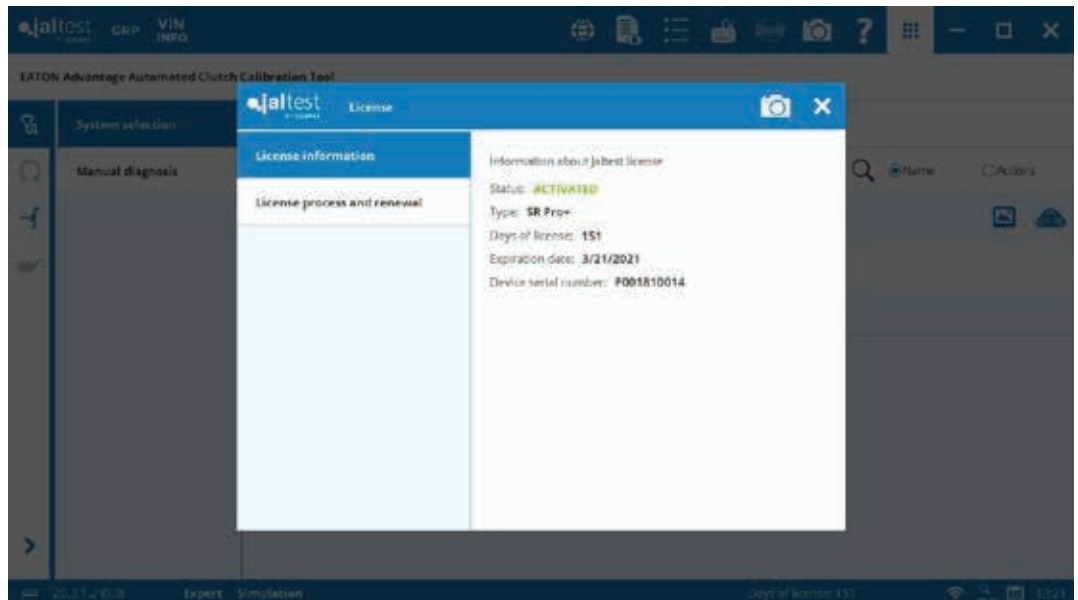 jaltest GRP VIN INFO
EATON Advantage Automated Clutch Calibration Tool
System selection
Manual diagnosis
Name
Actions
jaltest License
License information
License process and renewal
Information about Jaltest license
Status: ACTIVATED
Type: SR Pro+
Days of license: 151
Expiration date: 3/21/2021
Device serial number: F001810014
Expert Simulation Days of license: 151 13:21